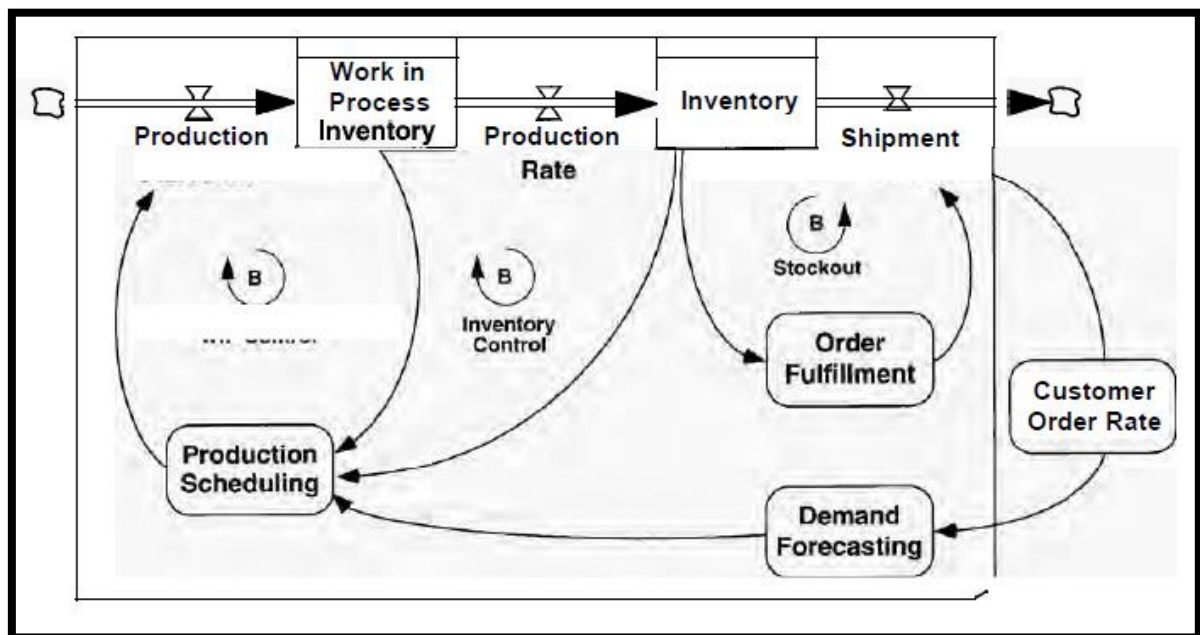 Work in
Process
Inventory
Inventory
Production
Production
Rate
Shipment
B
Stockout
B
B
Inventory
Control
Order
Fulfillment
Customer
Order Rate
Production
Scheduling
Demand
Forecasting